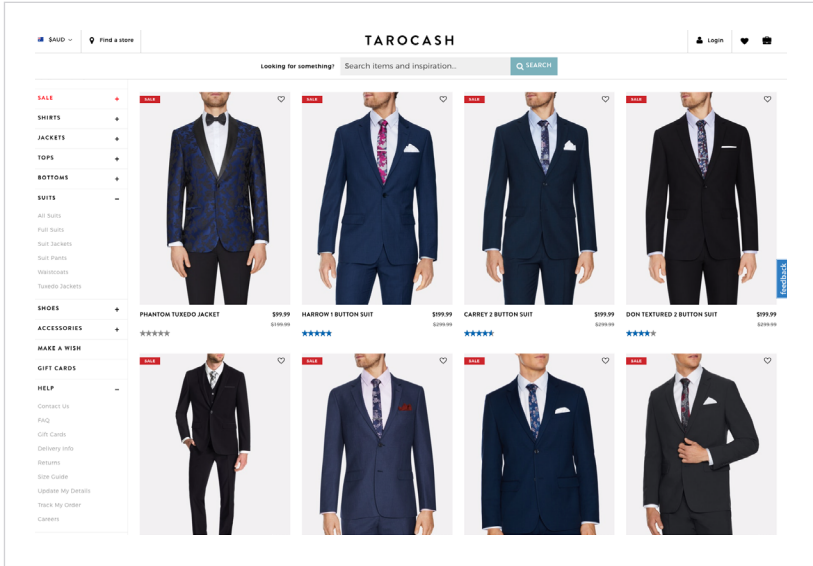 $AUD
Find a store
TAROCASH
Login
Looking for something?
Search items and inspiration...
SEARCH
SALE +
SHIRTS +
JACKETS +
TOPS +
BOTTOMS +
SUITS –
All Suits
Full Suits
Suit Jackets
Suit Pants
Waistcoats
Tuxedo Jackets
SHOES +
ACCESSORIES +
MAKE A WISH
GIFT CARDS
HELP –
Contact Us
FAQ
Gift Cards
Delivery Info
Returns
Size Guide
Update My Details
Track My Order
Careers
SALE
SALE
SALE
SALE
PHANTOM TUXEDO JACKET $99.99
$199.99
HARROW 1 BUTTON SUIT $199.99
$299.99
CARREY 2 BUTTON SUIT $199.99
$299.99
DON TEXTURED 2 BUTTON SUIT $199.99
$299.99
SALE
SALE
SALE
SALE
feedback